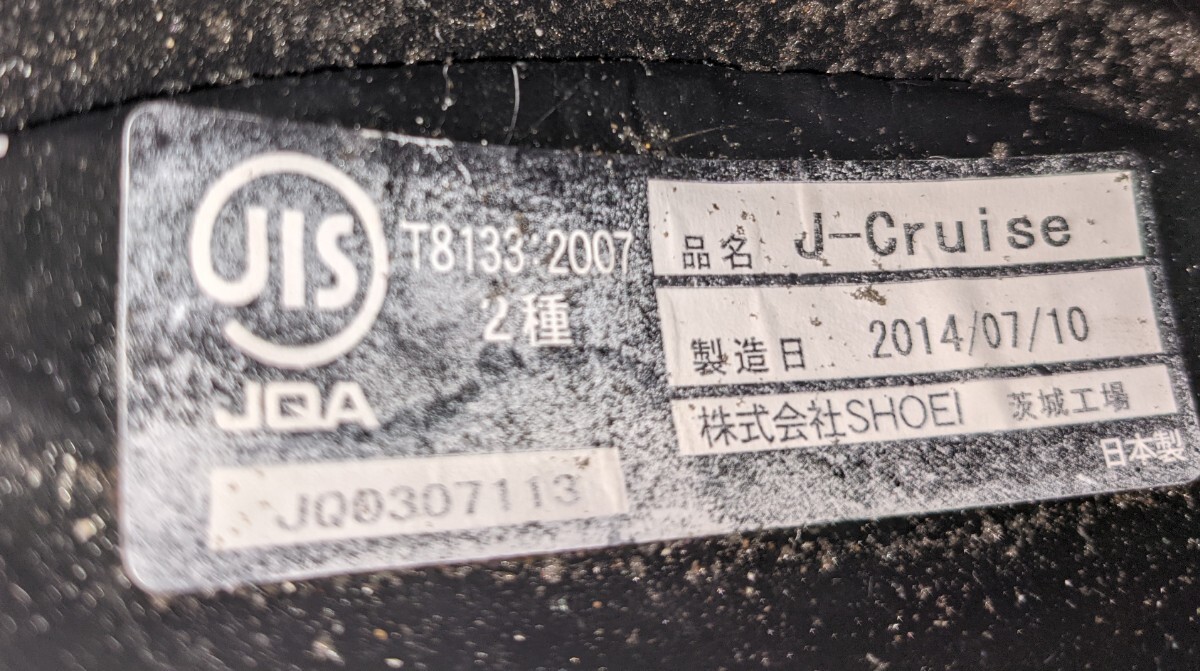 JIS
T8133:2007
2種
JQA
JQ0307113
品名 J-Cruise
製造日 2014/07/10
株式会社SHOEI 茨城工場
日本製